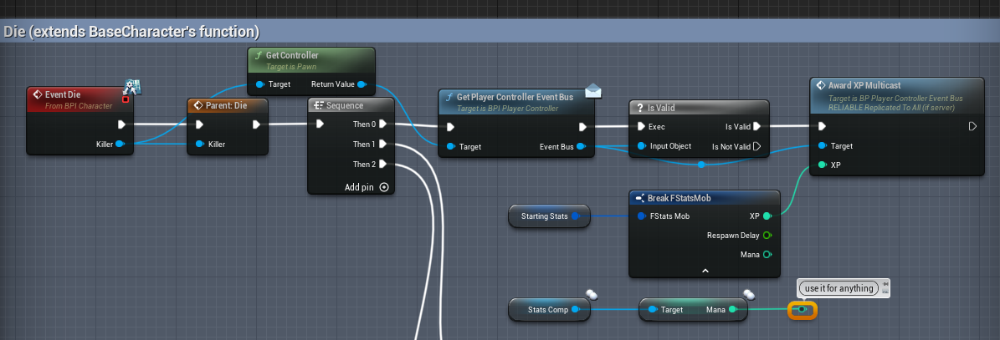 Die (extends BaseCharacter's function)
Get Controller
Target is Pawn
Target Return Value
Event Die
From BPI Character
Killer
Parent: Die
Killer
Sequence
Then 0
Then 1
Then 2
Add pin
Get Player Controller Event Bus
Target is BPI Player Controller
Target Event Bus
? Is Valid
Exec Is Valid
Input Object Is Not Valid
Award XP Multicast
Target is BP Player Controller Event Bus
RELIABLE Replicated To All (if server)
Target
XP
Starting Stats
Break FStatsMob
FStats Mob XP
Respawn Delay
Mana
use it for anything
Stats Comp
Target Mana